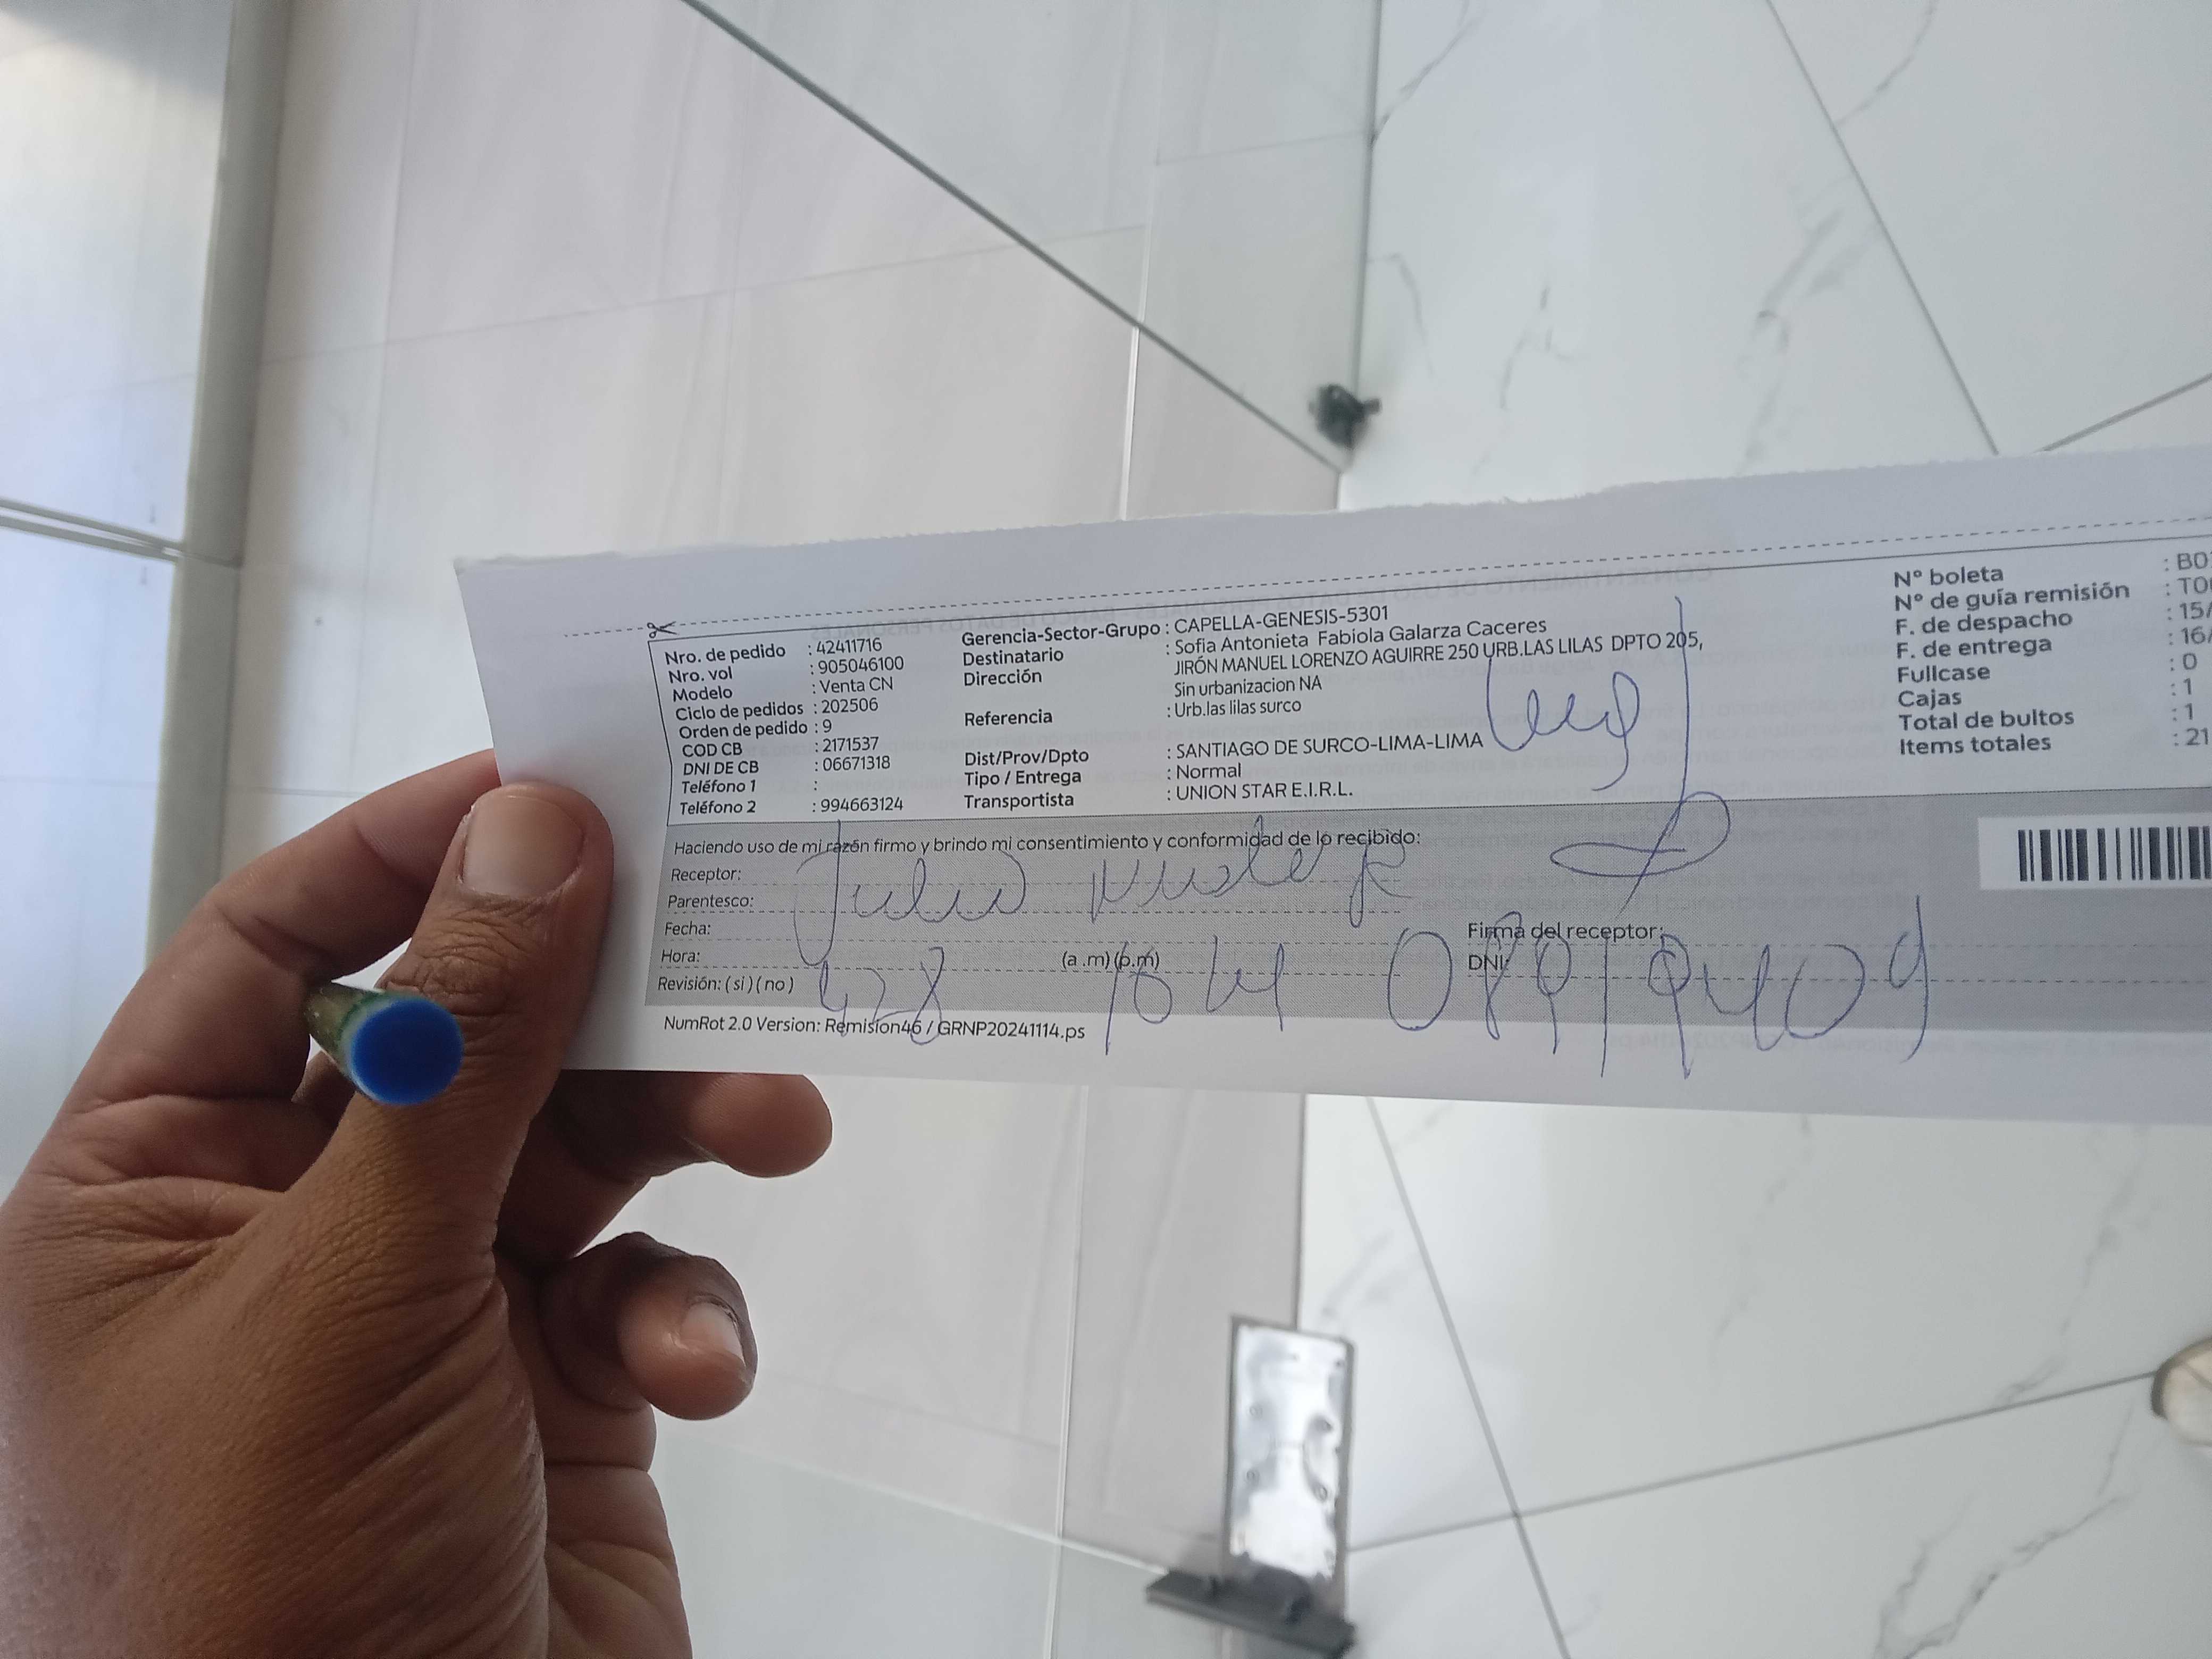 Nro. de pedido : 42411716
Nro. vol : 905046100
Modelo : Venta CN
Ciclo de pedidos : 202506
Orden de pedido : 9
COD CB : 2171537
DNI DE CB : 06671318
Teléfono 1 :
Teléfono 2 : 994663124
Gerencia-Sector-Grupo : CAPELLA-GENESIS-5301
Destinatario : Sofia Antonieta Fabiola Galarza Caceres
Dirección JIRÓN MANUEL LORENZO AGUIRRE 250 URB.LAS LILAS DPTO 205,
Sin urbanizacion NA
Referencia : Urb.las lilas surco
Dist/Prov/Dpto : SANTIAGO DE SURCO-LIMA-LIMA
Tipo / Entrega : Normal
Transportista : UNION STAR E.I.R.L.
Nº boleta : B0
Nº de guía remisión : T0
F. de despacho : 15/
F. de entrega : 16/
Fullcase : 0
Cajas : 1
Total de bultos : 1
Items totales : 21
Haciendo uso de mi razón firmo y brindo mi consentimiento y conformidad de lo recibido:
Receptor: Julio
Parentesco:
Fecha:
Hora: (a .m) (p.m)
Revisión: ( si ) ( no )
Firma del receptor:
DNI:
NumRot 2.0 Version: Remision46 / GRNP20241114.ps